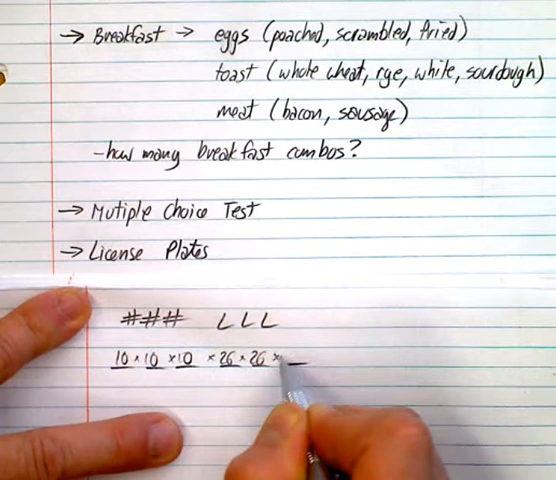 → Breakfast → eggs (poached, scrambled, fried)
toast (whole wheat, rye, white, sourdough)
meat (bacon, sausage)
-how many breakfast combos?
→ Mutiple Choice Test
→ License Plates
### LLL
10 × 10 × 10 × 26 × 26 ×